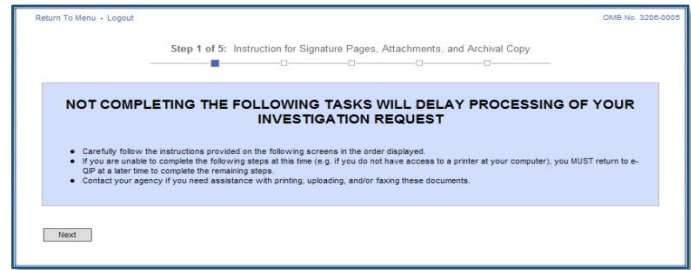 Return To Menu - Logout OMB No. 3206-0005
Step 1 of 5: Instruction for Signature Pages, Attachments, and Archival Copy
NOT COMPLETING THE FOLLOWING TASKS WILL DELAY PROCESSING OF YOUR
INVESTIGATION REQUEST
• Carefully follow the instructions provided on the following screens in the order displayed.
• If you are unable to complete the following steps at this time (e.g. if you do not have access to a printer at your computer), you MUST return to e-
QIP at a later time to complete the remaining steps.
• Contact your agency if you need assistance with printing, uploading, and/or faxing these documents.
Next